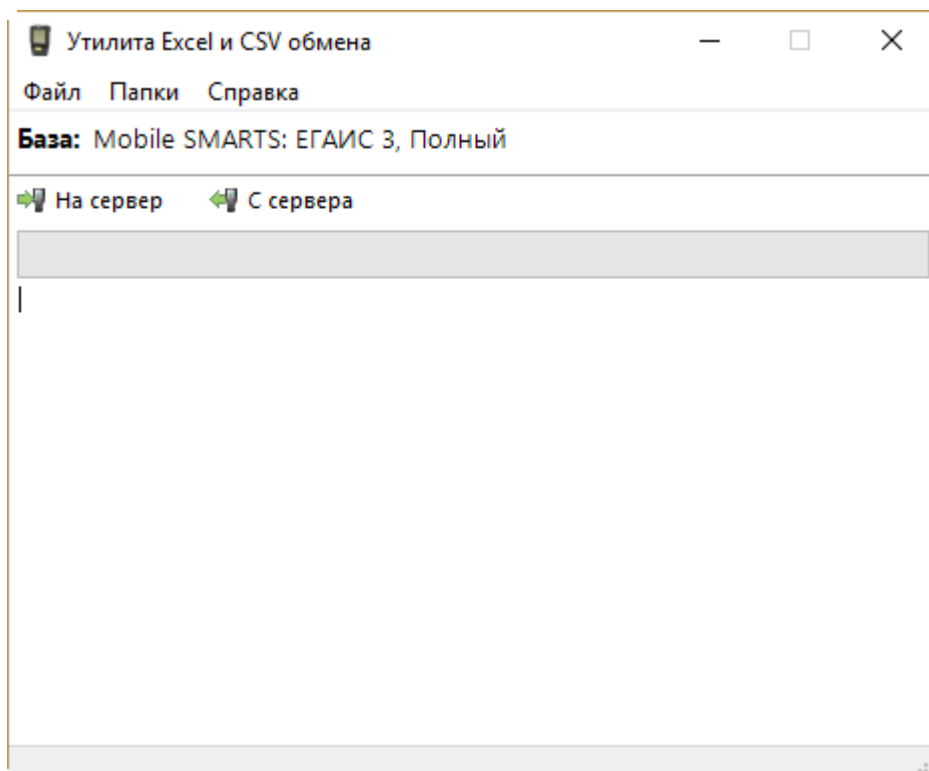 Утилита Excel и CSV обмена
Файл Папки Справка
База: Mobile SMARTS: ЕГАИС 3, Полный
На сервер С сервера